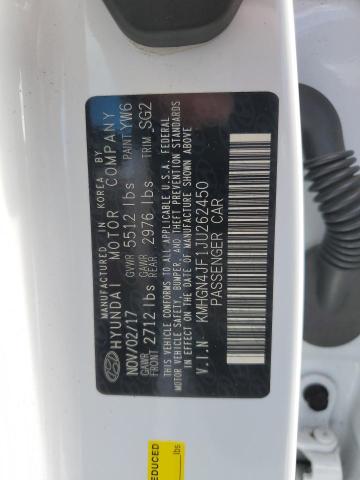 MANUFACTURED IN KOREA BY
HYUNDAI MOTOR COMPANY
NOV/02/17 GVWR 5512 lbs PAINT YW6
GAWR FRONT 2712 lbs GAWR REAR 2976 lbs TRIM SG2
THIS VEHICLE CONFORMS TO ALL APPLICABLE U.S.
FEDERAL MOTOR VEHICLE SAFETY, BUMPER,
AND THEFT PREVENTION STANDARDS
IN EFFECT ON THE DATE OF
MANUFACTURE SHOWN ABOVE.
V.I.N KMHGN4JF1JU262450
PASSENGER CAR
REDUCED
lbs